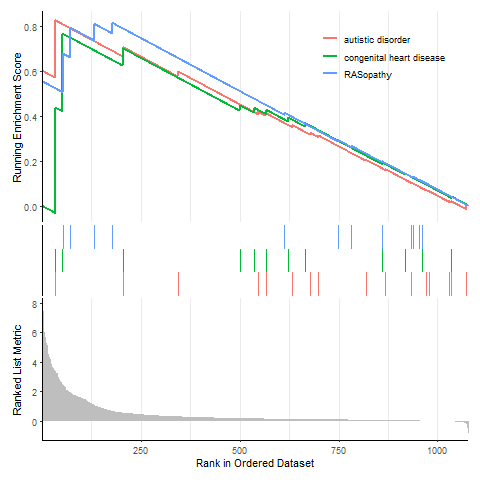 Running Enrichment Score
0.8
0.6
0.4
0.2
0.0
autistic disorder
congenital heart disease
RASopathy
Ranked List Metric
8
6
4
2
0
250
500
750
1000
Rank in Ordered Dataset